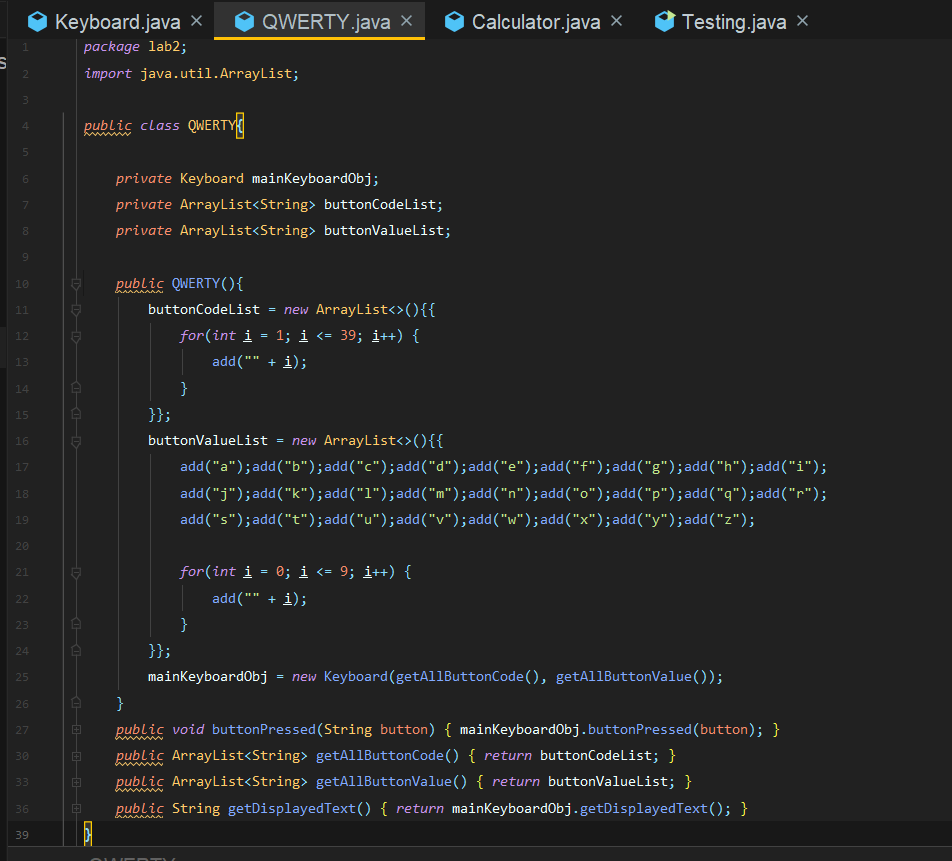 Keyboard.java × QWERTY.java × Calculator.java × Testing.java ×
1 package lab2;
2 import java.util.ArrayList;
3
4 public class QWERTY{
5
6 private Keyboard mainKeyboardObj;
7 private ArrayList<String> buttonCodeList;
8 private ArrayList<String> buttonValueList;
9
10 public QWERTY(){
11 buttonCodeList = new ArrayList<>(){{
12 for(int i = 1; i <= 39; i++) {
13 add("" + i);
14 }
15 }};
16 buttonValueList = new ArrayList<>(){{
17 add("a");add("b");add("c");add("d");add("e");add("f");add("g");add("h");add("i");
18 add("j");add("k");add("l");add("m");add("n");add("o");add("p");add("q");add("r");
19 add("s");add("t");add("u");add("v");add("w");add("x");add("y");add("z");
20
21 for(int i = 0; i <= 9; i++) {
22 add("" + i);
23 }
24 }};
25 mainKeyboardObj = new Keyboard(getAllButtonCode(), getAllButtonValue());
26 }
27 public void buttonPressed(String button) { mainKeyboardObj.buttonPressed(button); }
30 public ArrayList<String> getAllButtonCode() { return buttonCodeList; }
33 public ArrayList<String> getAllButtonValue() { return buttonValueList; }
36 public String getDisplayedText() { return mainKeyboardObj.getDisplayedText(); }
39 }